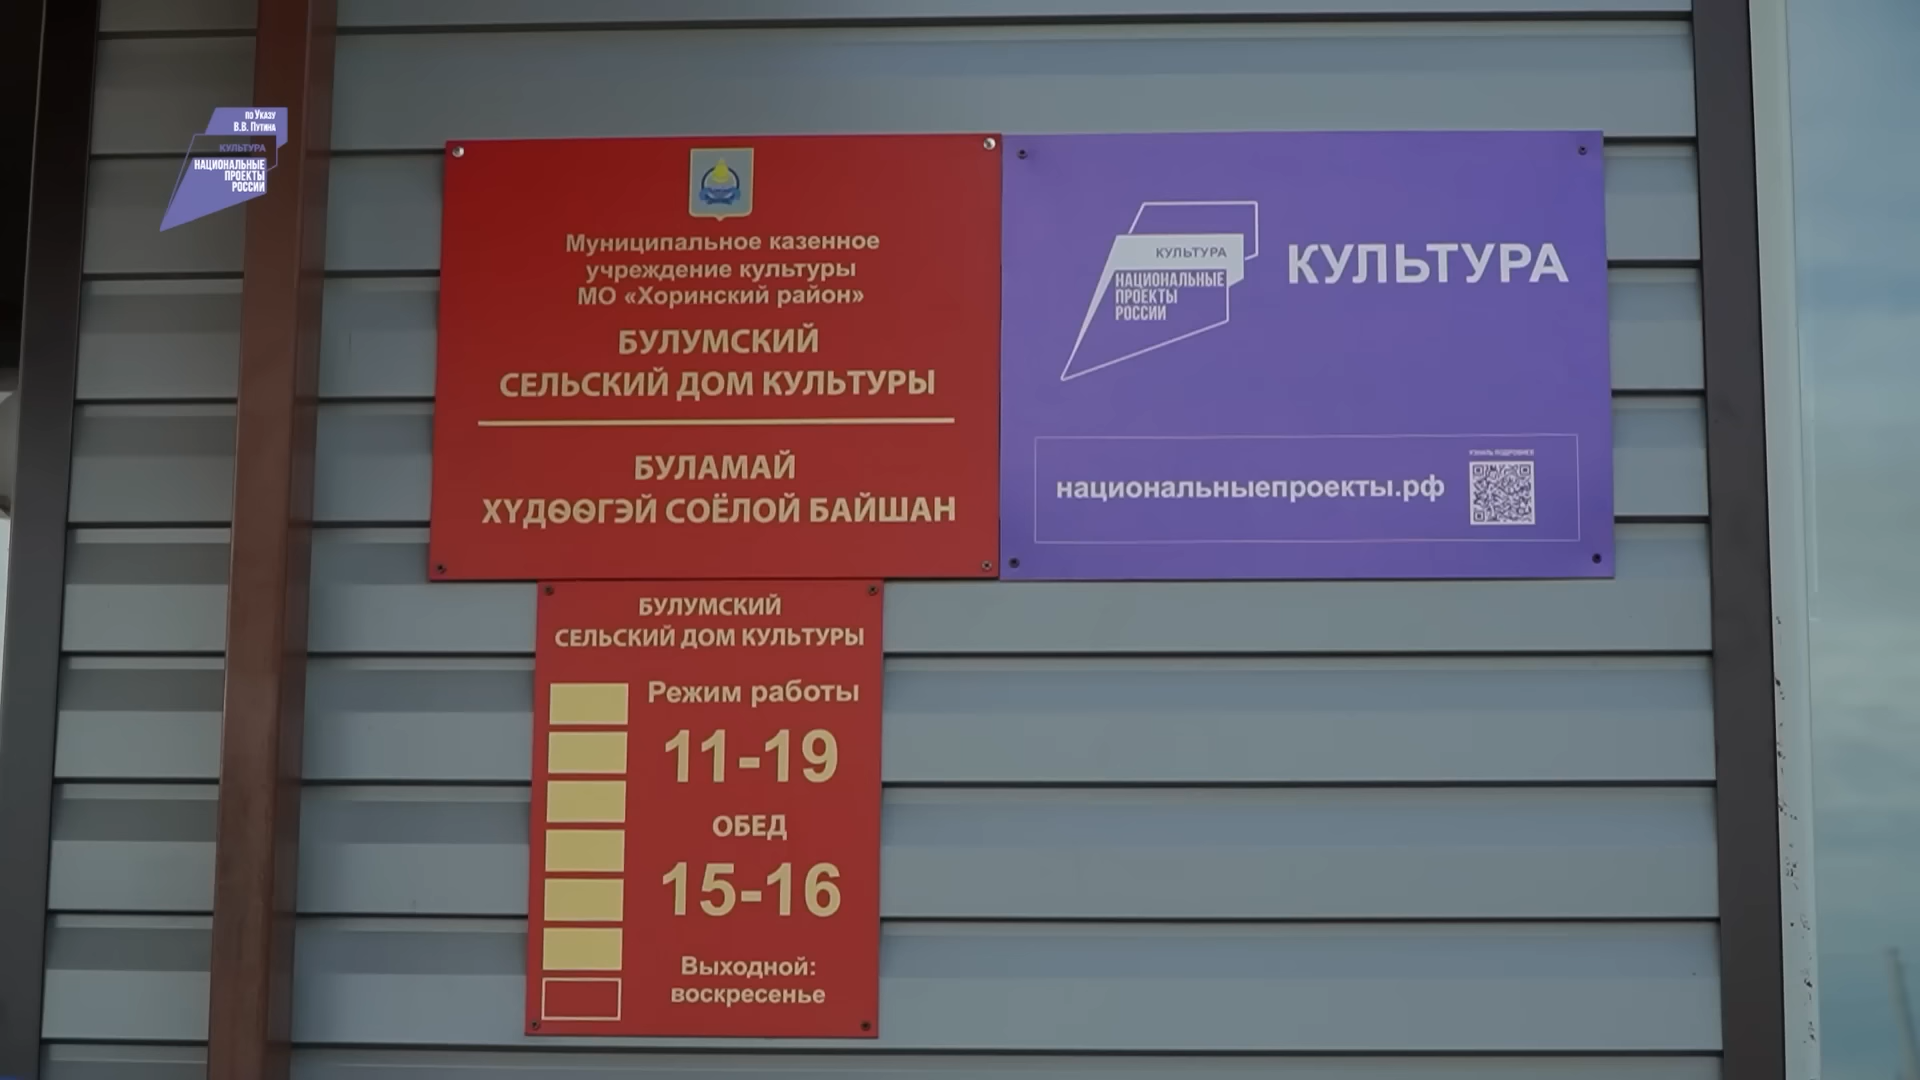 по Указу
В.В. Путина
КУЛЬТУРА
НАЦИОНАЛЬНЫЕ
ПРОЕКТЫ
РОССИИ
Муниципальное казенное
учреждение культуры
МО «Хоринский район»
БУЛУМСКИЙ
СЕЛЬСКИЙ ДОМ КУЛЬТУРЫ
БУЛАМАЙ
ХҮДӨӨГЭЙ СОЁЛОЙ БАЙШАН
КУЛЬТУРА
НАЦИОНАЛЬНЫЕ
ПРОЕКТЫ
РОССИИ
КУЛЬТУРА
национальныепроекты.рф
УЗНАТЬ ПОДРОБНЕЕ
БУЛУМСКИЙ
СЕЛЬСКИЙ ДОМ КУЛЬТУРЫ
Режим работы
11-19
ОБЕД
15-16
Выходной:
воскресенье